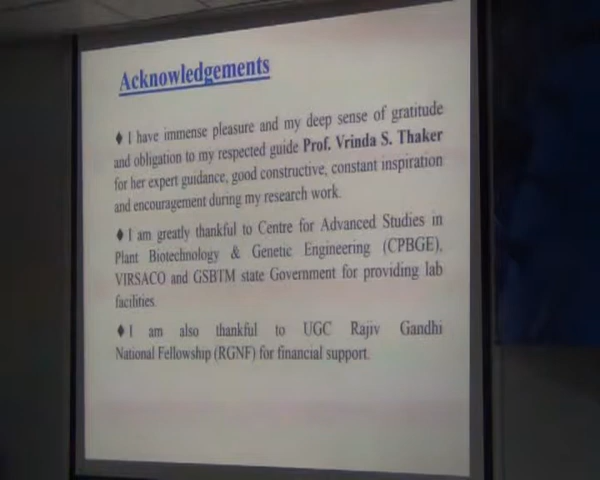 Acknowledgements
♦ I have immense pleasure and my deep sense of gratitude
and obligation to my respected guide Prof. Vrinda S. Thaker
for her expert guidance, good constructive, constant inspiration
and encouragement during my research work.
♦ I am greatly thankful to Centre for Advanced Studies in
Plant Biotechnology & Genetic Engineering (CPBGE),
VIRSACO and GSBTM state Government for providing lab
facilities.
♦ I am also thankful to UGC Rajiv Gandhi
National Fellowship (RGNF) for financial support.